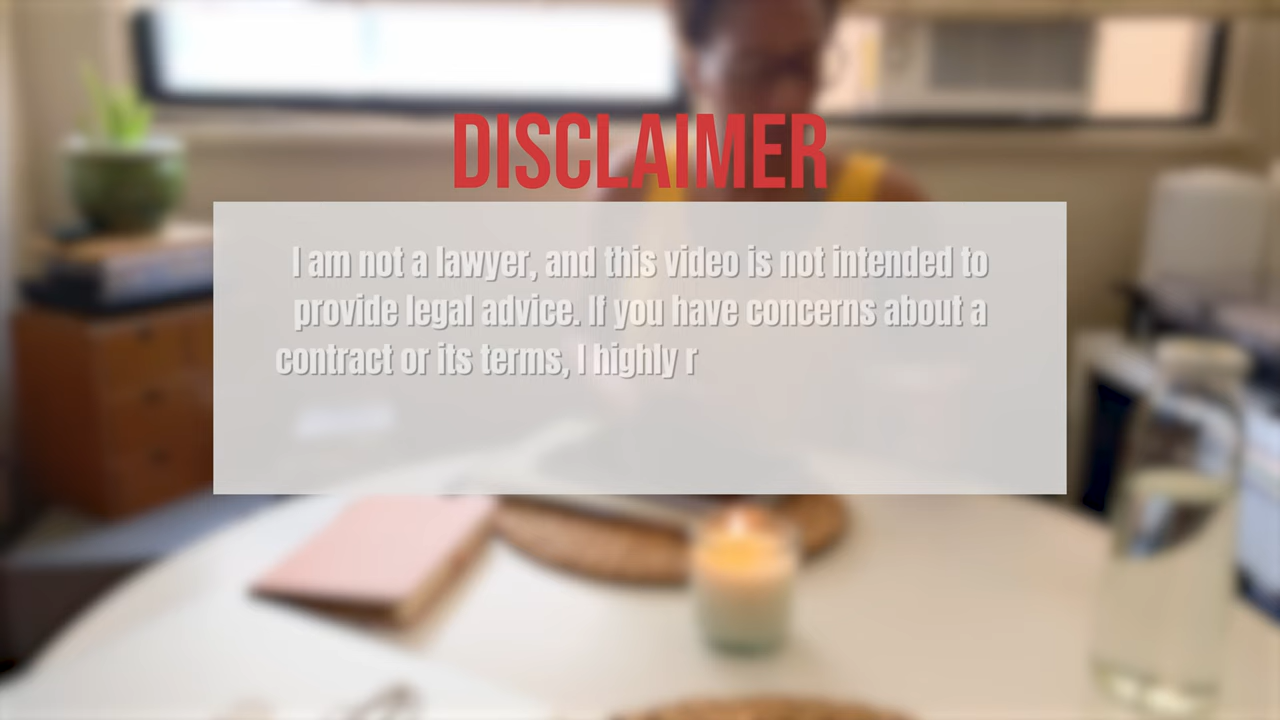 DISCLAIMER
I am not a lawyer, and this video is not intended to
provide legal advice. If you have concerns about a
contract or its terms, I highly r